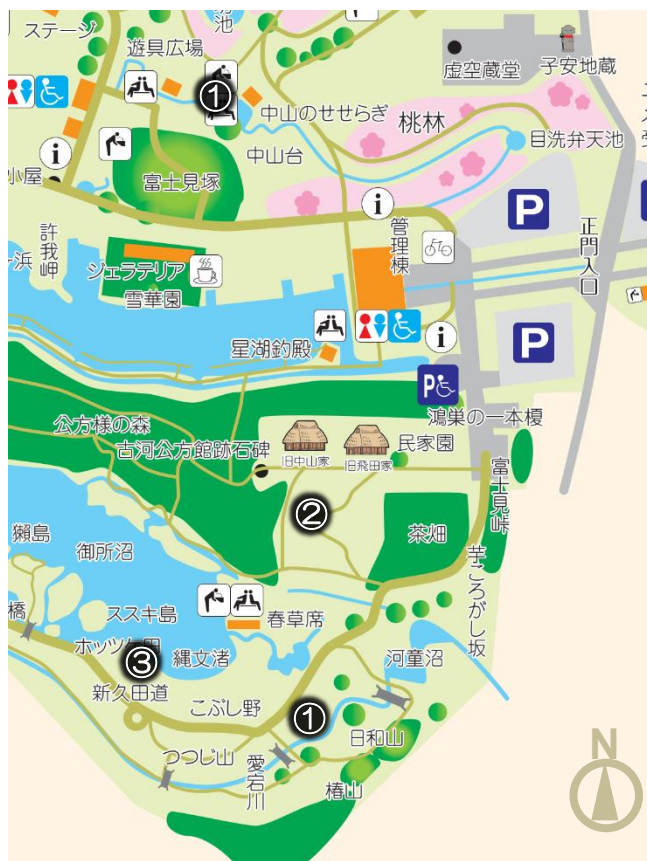 ステージ
池
遊具広場
①
虚空蔵堂
子安地蔵
中山のせせらぎ
桃林
目洗弁天池
中山台
i
小屋
富士見塚
i
P
管理棟
正門入口
許我岬
ヶ浜
ジェラテリア
雪華園
i
星湖釣殿
P
P
鴻巣の一本榎
公方様の森
古河公方館跡石碑
旧中山家
旧飛田家
民家園
富士見峠
②
茶畑
獺島
御所沼
芋ころがし坂
ススキ島
春草席
橋
ホッツ
③
縄文渚
河童沼
新久田道
こぶし野
①
日和山
つつじ山
愛宕川
椿山
N